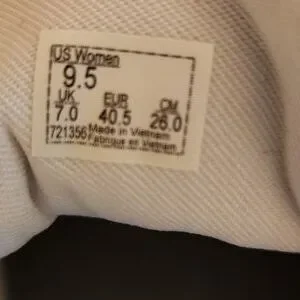 US Women
9.5
UK EUR CM
7.0 40.5 26.0
721356 Made in Vietnam
Fabriqué en Vietnam